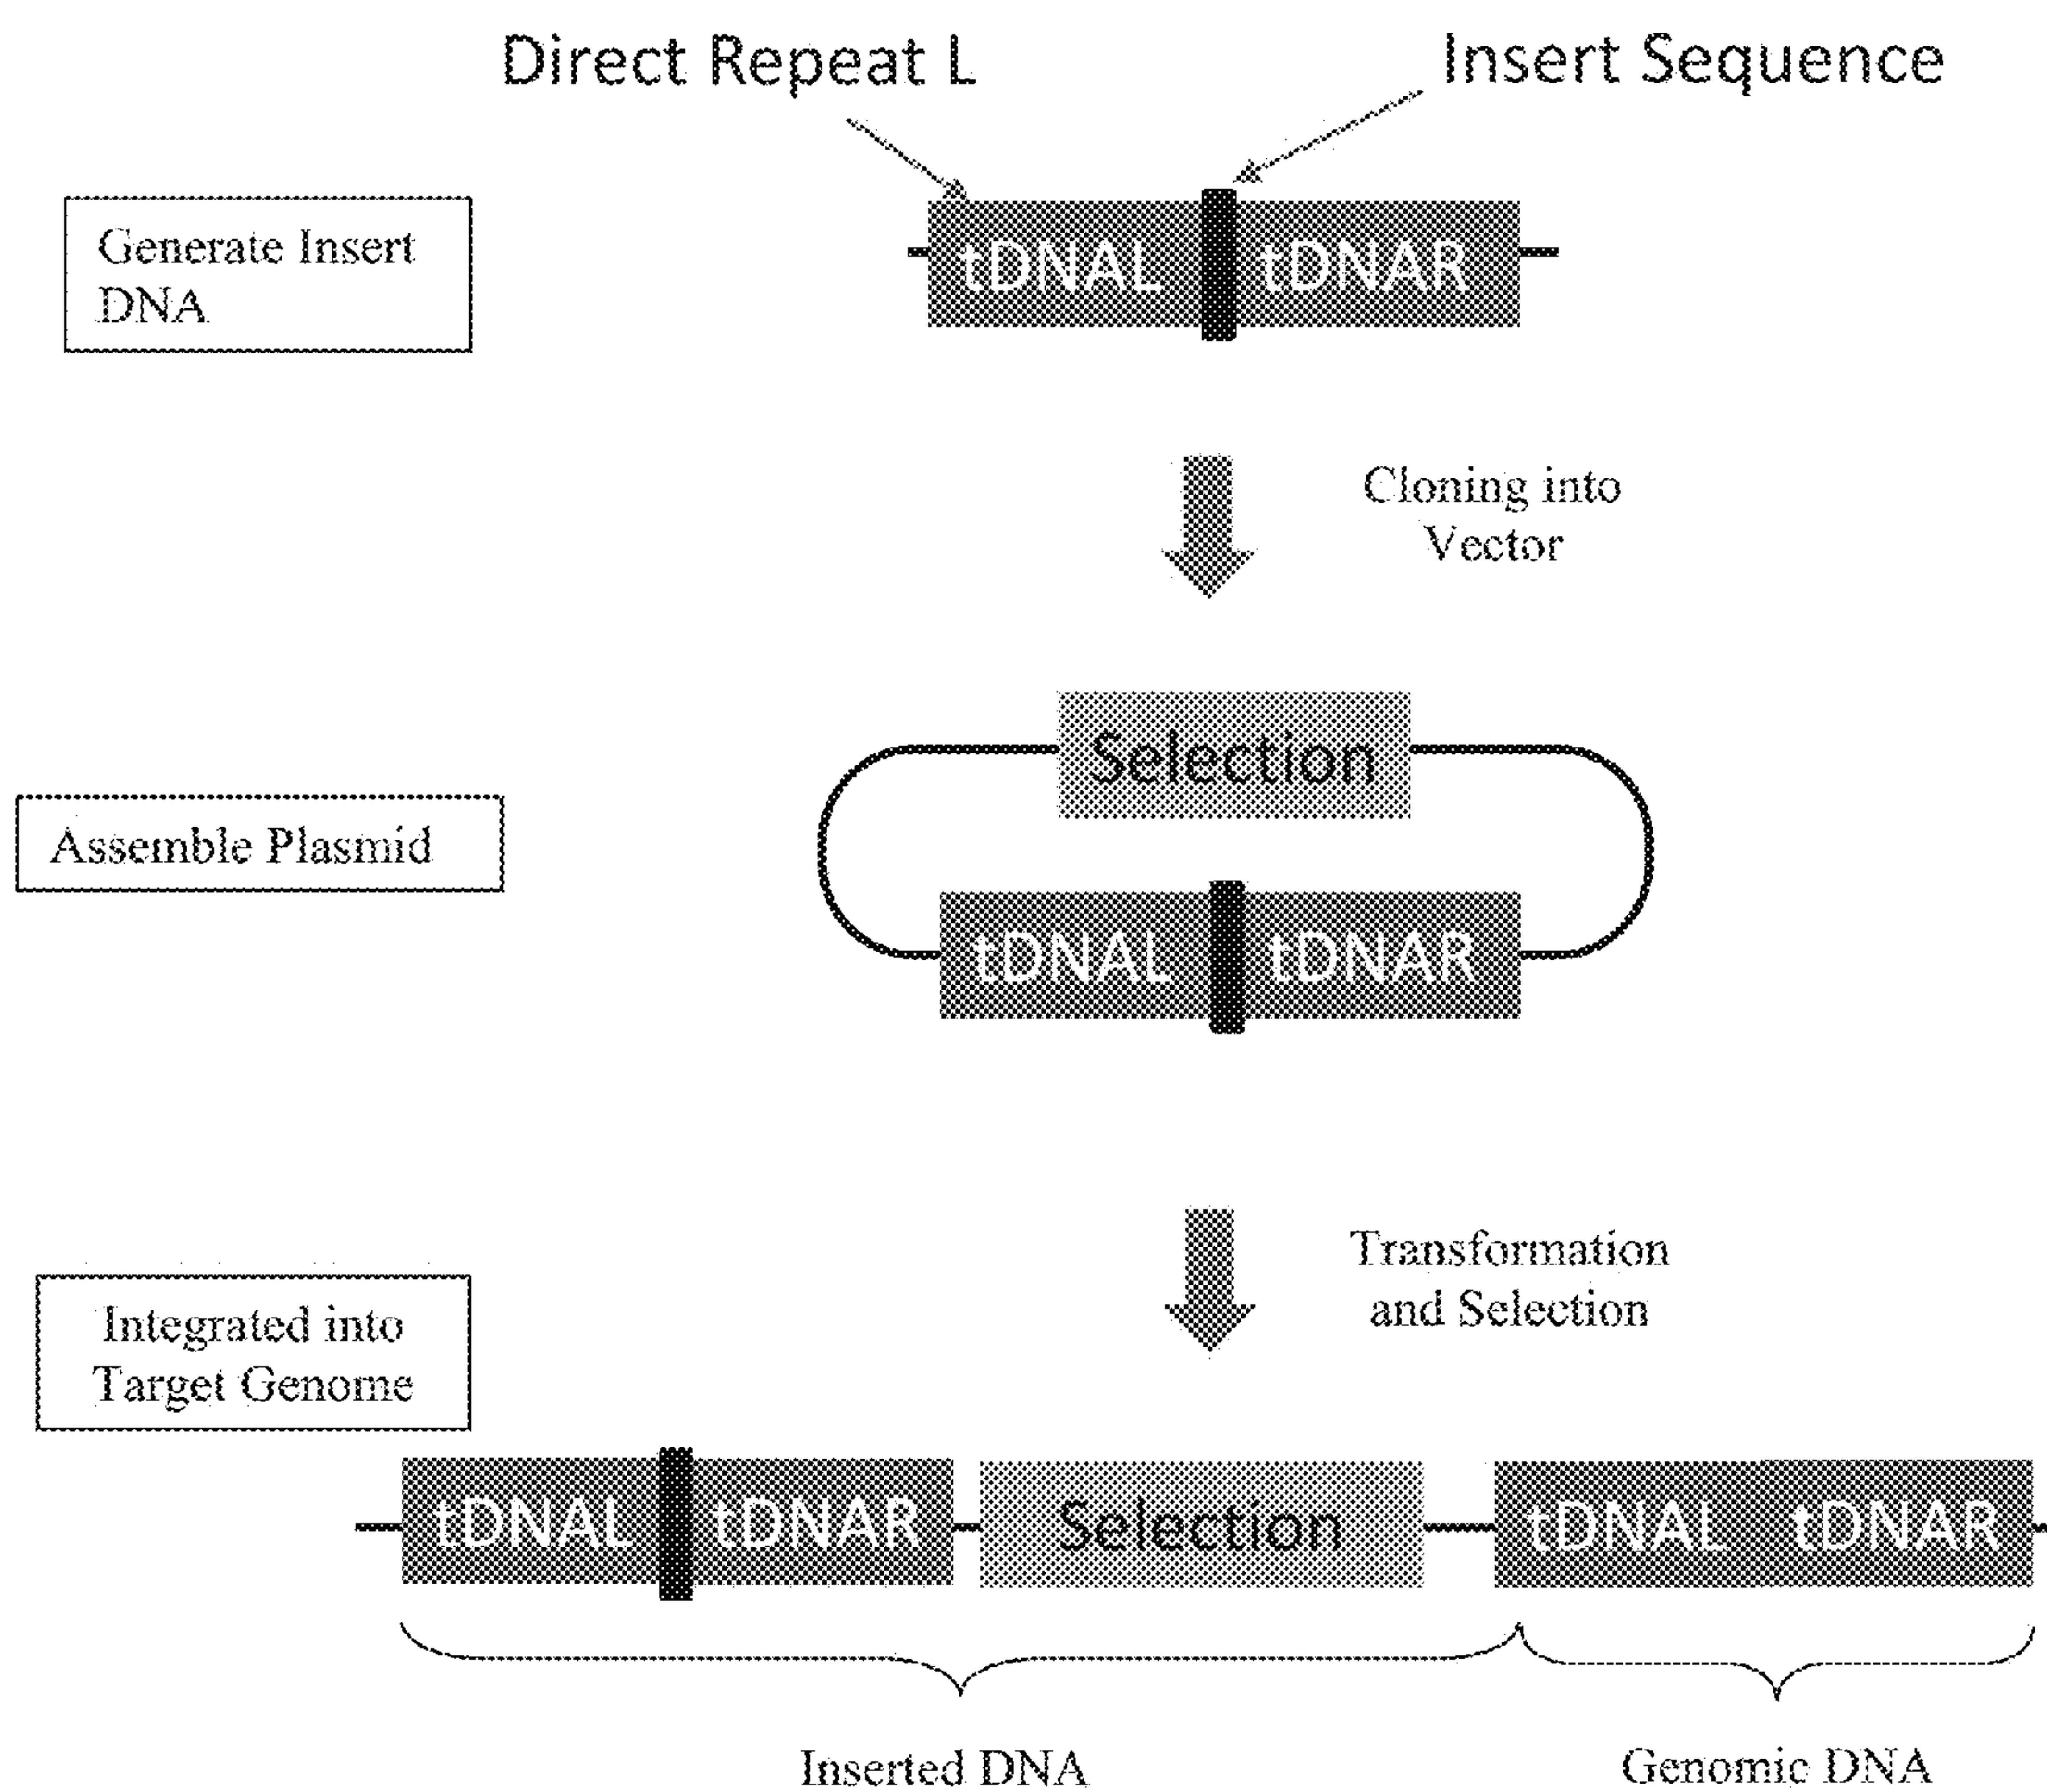 Direct Repeat L
Insert Sequence
Generate Insert
DNA
tDNAL
tDNAR
Cloning into
Vector
Selection
Assemble Plasmid
tDNAL
tDNAR
Transformation
and Selection
Integrated into
Target Genome
tDNAL
tDNAR
Selection
tDNAL
tDNAR
Inserted DNA
Genomic DNA